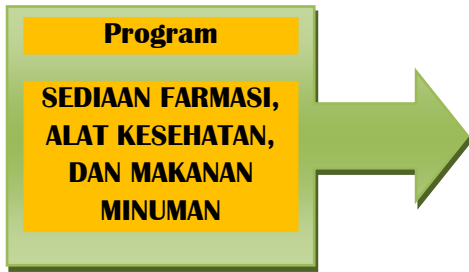 Program
SEDIAAN FARMASI,
ALAT KESEHATAN,
DAN MAKANAN
MINUMAN